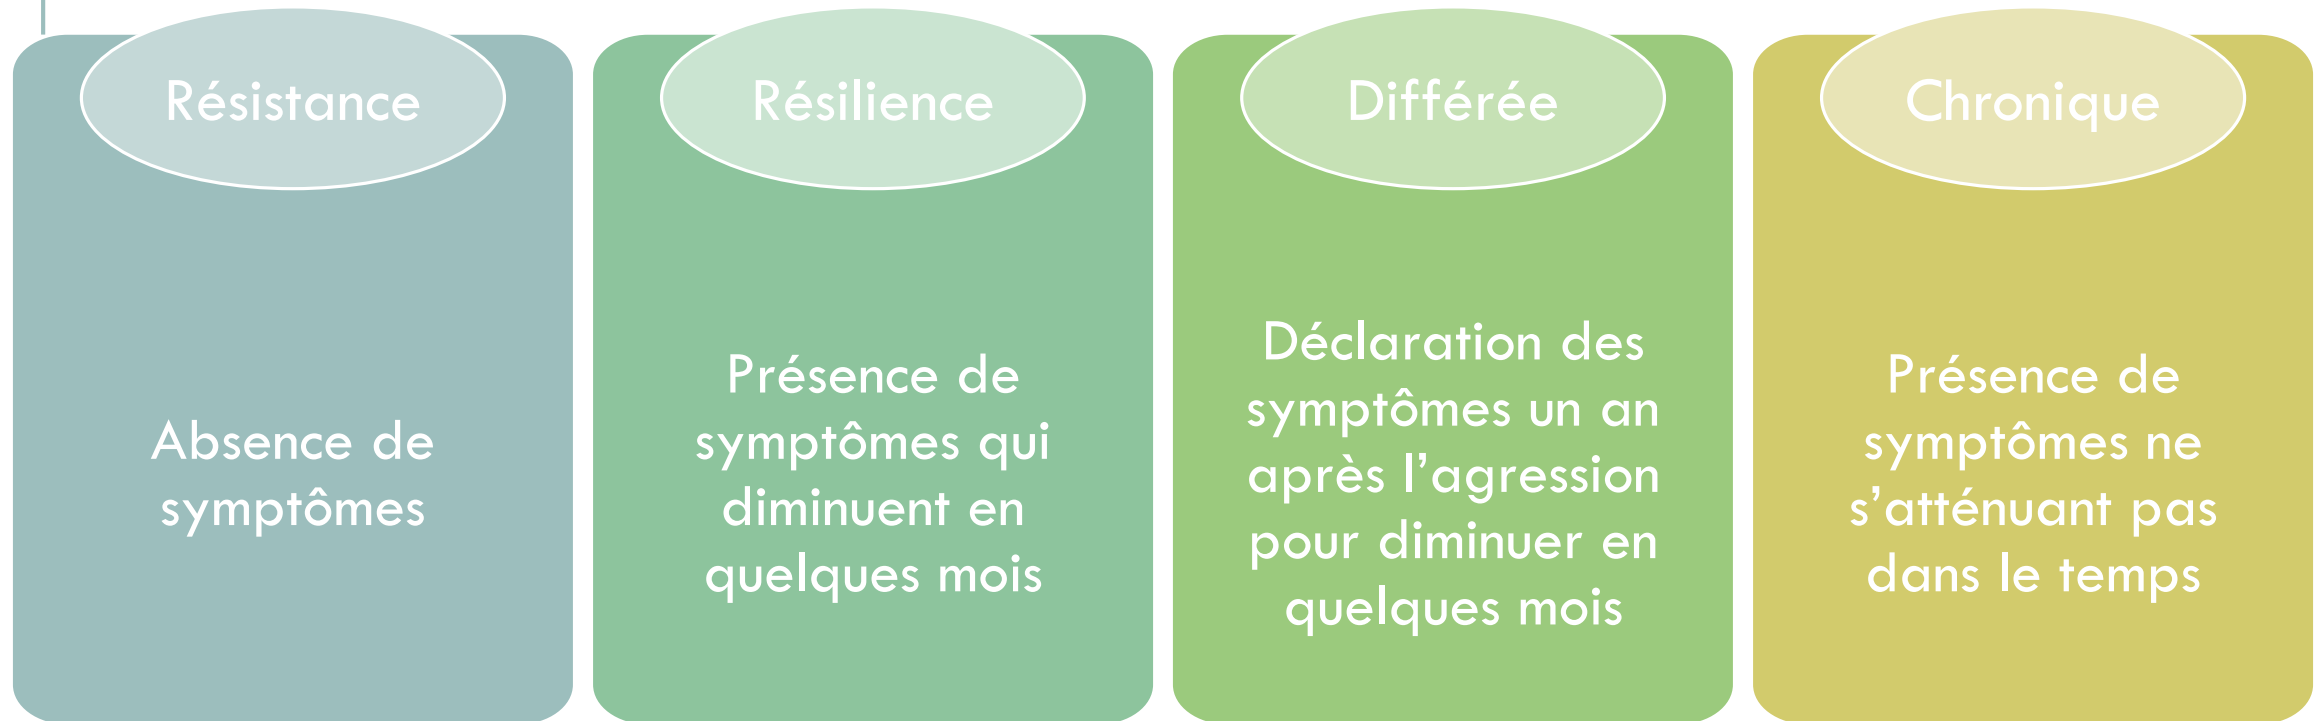 Résistance
Absence de
symptômes
Résilience
Présence de
symptômes qui
diminuent en
quelques mois
Différée
Déclaration des
symptômes un an
après l’agression
pour diminuer en
quelques mois
Chronique
Présence de
symptômes ne
s’atténuant pas
dans le temps